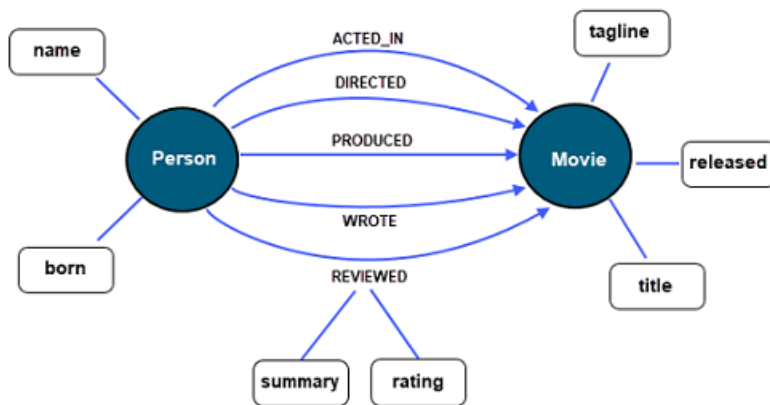 ACTED_IN
tagline
name
DIRECTED
PRODUCED
Person
Movie
released
WROTE
born
REVIEWED
title
summary
rating